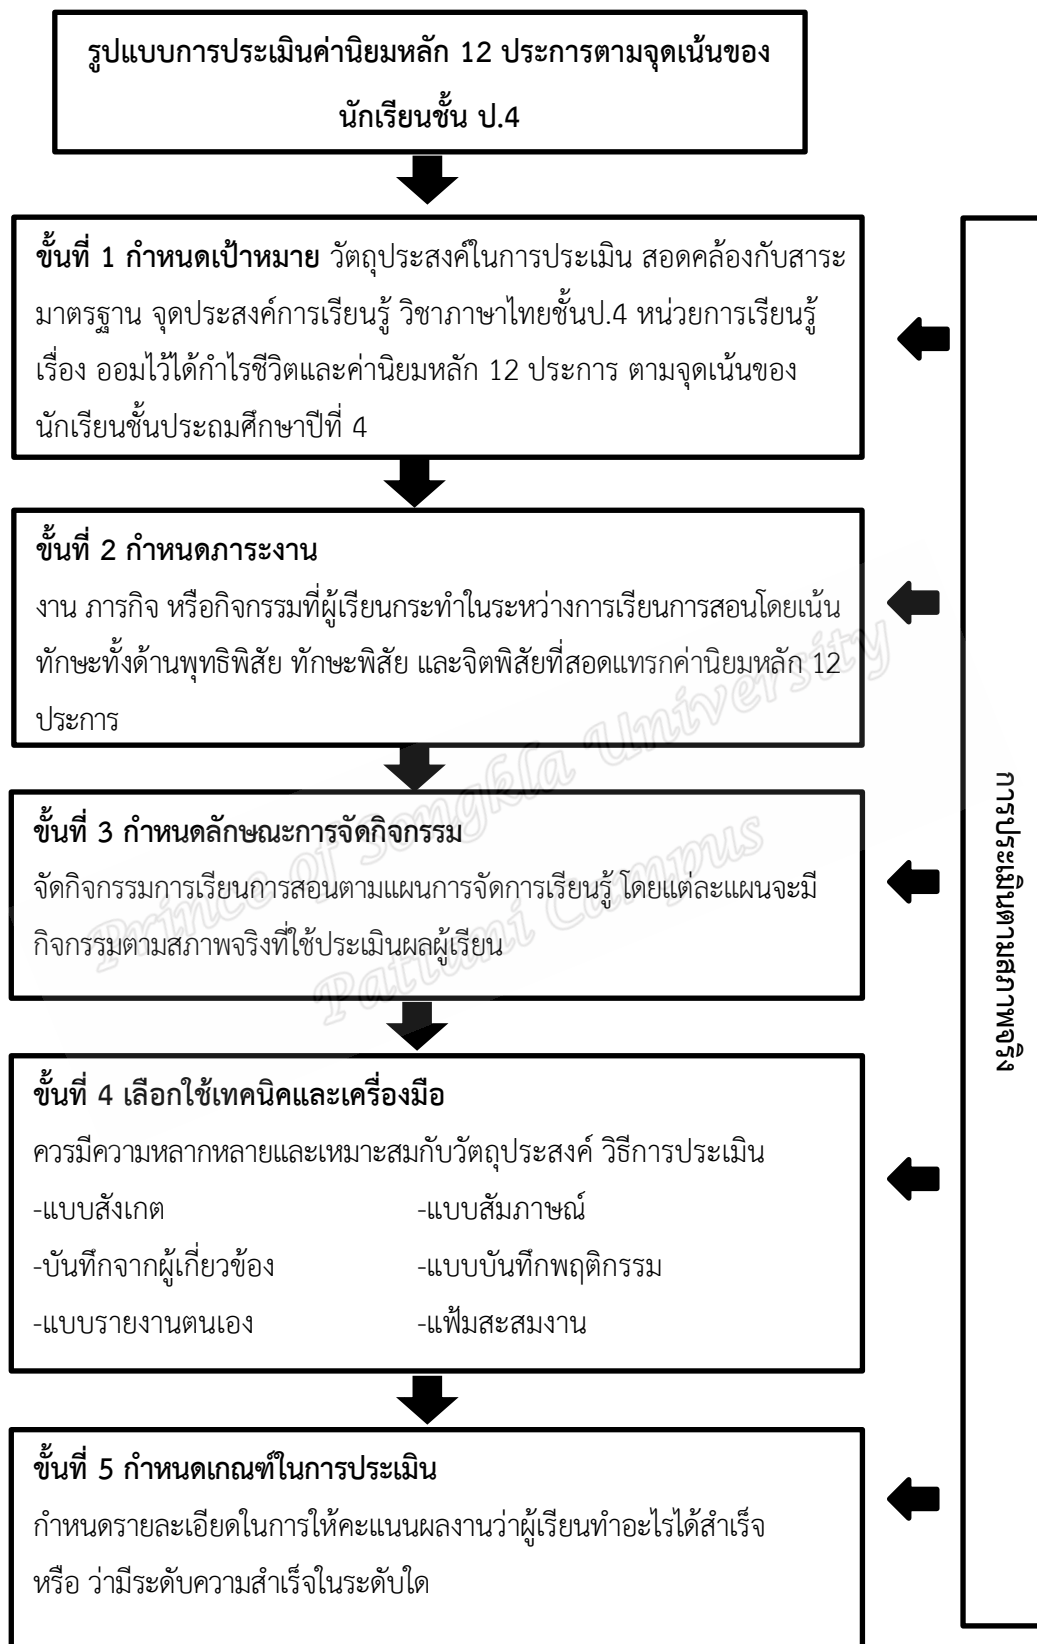 รูปแบบการประเมินค่านิยมหลัก 12 ประการตามจุดเน้นของ
นักเรียนชั้น ป.4
ขั้นที่ 1 กำหนดเป้าหมาย วัตถุประสงค์ในการประเมิน สอดคล้องกับสาระ
มาตรฐาน จุดประสงค์การเรียนรู้ วิชาภาษาไทยชั้นป.4 หน่วยการเรียนรู้
เรื่อง ออมไว้ได้กำไรชีวิตและค่านิยมหลัก 12 ประการ ตามจุดเน้นของ
นักเรียนชั้นประถมศึกษาปีที่ 4
ขั้นที่ 2 กำหนดภาระงาน
งาน ภารกิจ หรือกิจกรรมที่ผู้เรียนกระทำในระหว่างการเรียนการสอนโดยเน้น
ทักษะทั้งด้านพุทธิพิสัย ทักษะพิสัย และจิตพิสัยที่สอดแทรกค่านิยมหลัก 12
ประการ
ขั้นที่ 3 กำหนดลักษณะการจัดกิจกรรม
จัดกิจกรรมการเรียนการสอนตามแผนการจัดการเรียนรู้ โดยแต่ละแผนจะมี
กิจกรรมตามสภาพจริงที่ใช้ประเมินผลผู้เรียน
ขั้นที่ 4 เลือกใช้เทคนิคและเครื่องมือ
ควรมีความหลากหลายและเหมาะสมกับวัตถุประสงค์ วิธีการประเมิน
-แบบสังเกต -แบบสัมภาษณ์
-บันทึกจากผู้เกี่ยวข้อง -แบบบันทึกพฤติกรรม
-แบบรายงานตนเอง -แฟ้มสะสมงาน
ขั้นที่ 5 กำหนดเกณฑ์ในการประเมิน
กำหนดรายละเอียดในการให้คะแนนผลงานว่าผู้เรียนทำอะไรได้สำเร็จ
หรือ ว่ามีระดับความสำเร็จในระดับใด
การประเมินตามสภาพจริง
Prince of Songkla University
Pattani Campus